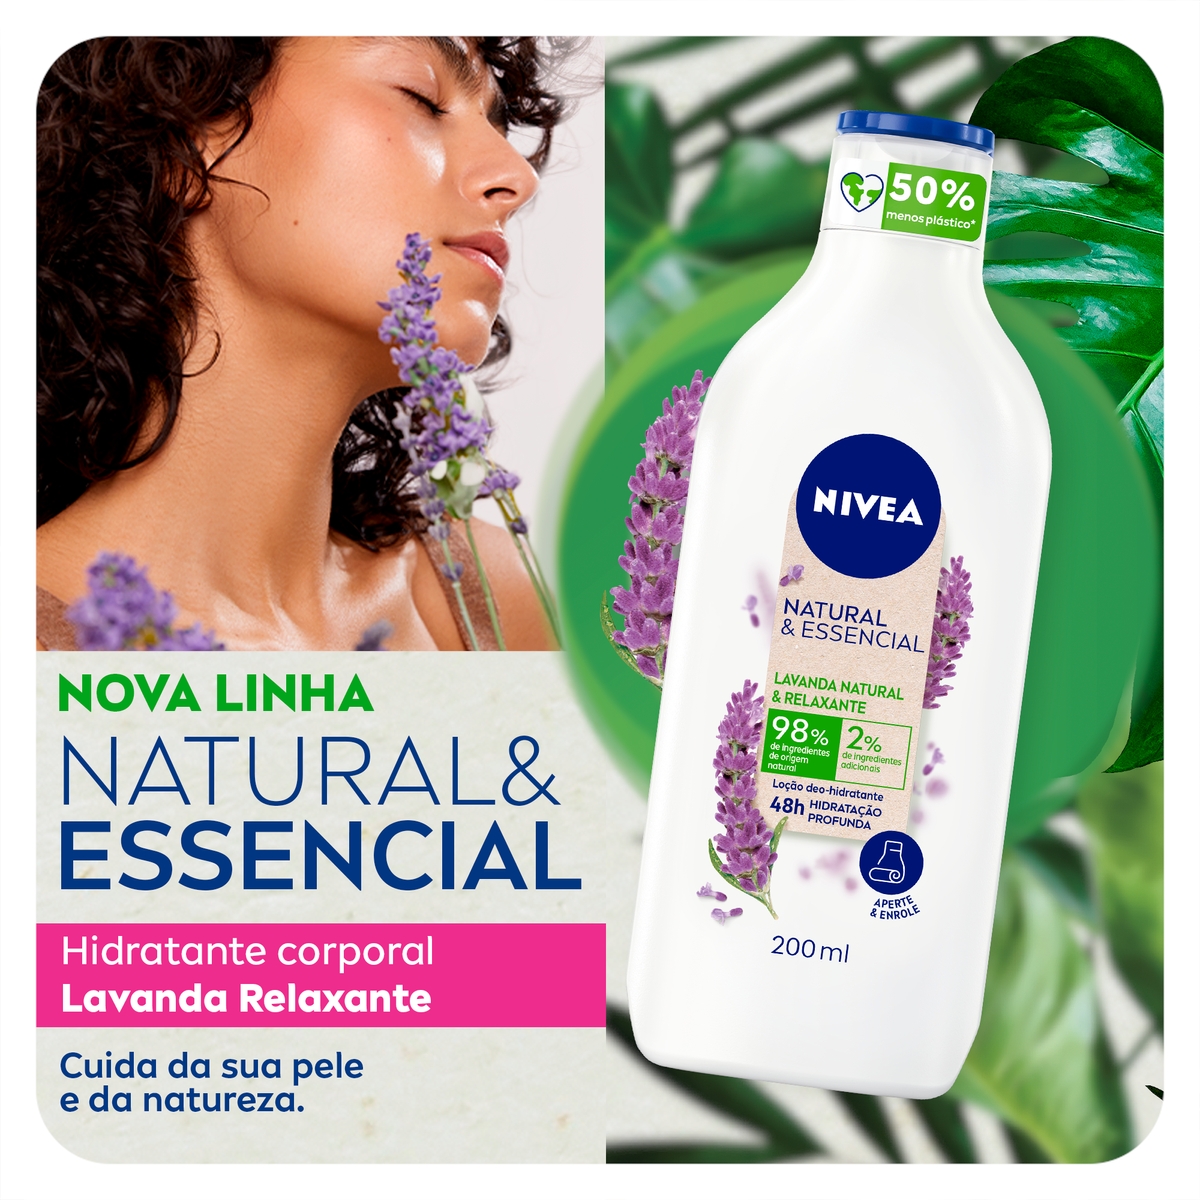 NOVA LINHA
NATURAL&
ESSENCIAL
Hidratante corporal
Lavanda Relaxante
Cuida da sua pele
e da natureza.
50%
menos plástico*
NIVEA
NATURAL
& ESSENCIAL
LAVANDA NATURAL
& RELAXANTE
98%
de ingredientes
de origem
natural
2%
de ingredientes
adicionais
Loção deo-hidratante
48h HIDRATAÇÃO
PROFUNDA
APERTE
& ENROLE
200 ml